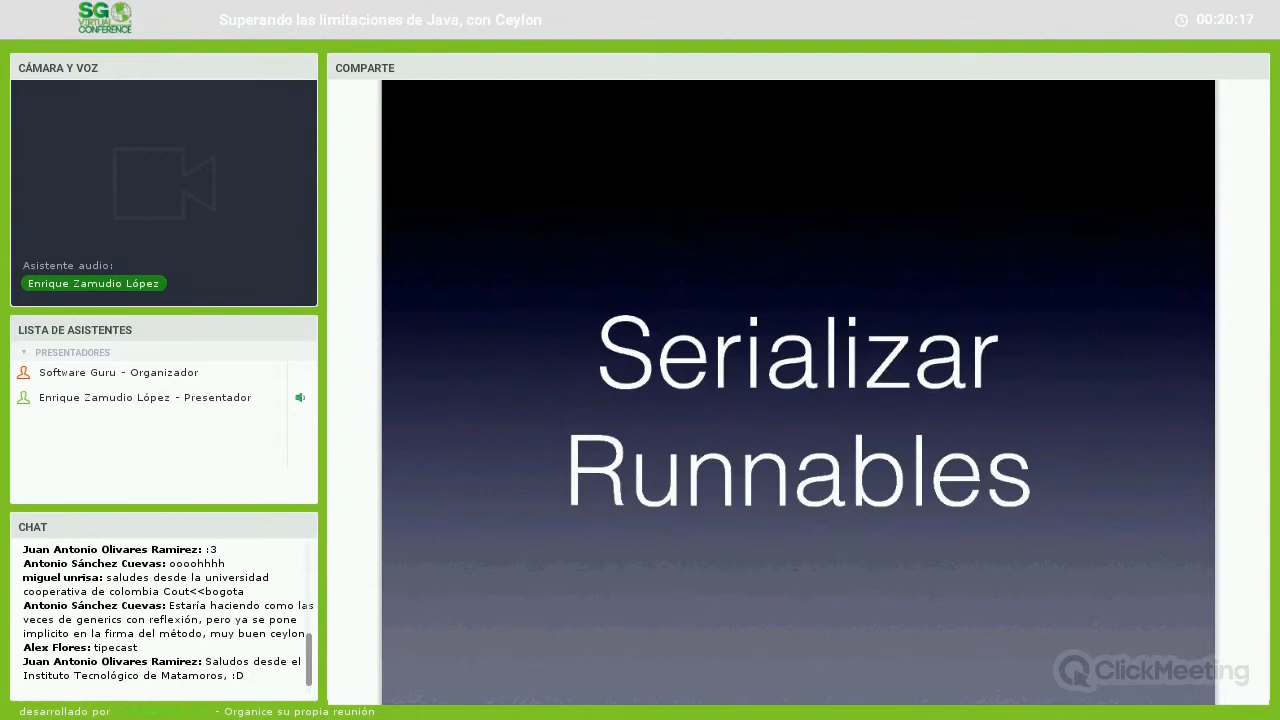 SG
VIRTUAL
CONFERENCE
Superando las limitaciones de Java, con Ceylon
00:20:17
CÁMARA Y VOZ
Asistente audio:
Enrique Zamudio López
LISTA DE ASISTENTES
PRESENTADORES
Software Guru - Organizador
Enrique Zamudio López - Presentador
CHAT
Juan Antonio Olivares Ramirez: :3
Antonio Sánchez Cuevas: oooohhhh
miguel unrisa: saludes desde la universidad
cooperativa de colombia Cout<<bogota
Antonio Sánchez Cuevas: Estaría haciendo como las
veces de generics con reflexión, pero ya se pone
implicito en la firma del método, muy buen ceylon
Alex Flores: tipecast
Juan Antonio Olivares Ramirez: Saludos desde el
Instituto Tecnológico de Matamoros, :D
COMPARTE
Serializar
Runnables
ClickMeeting
desarrollado por
- Organice su propia reunión